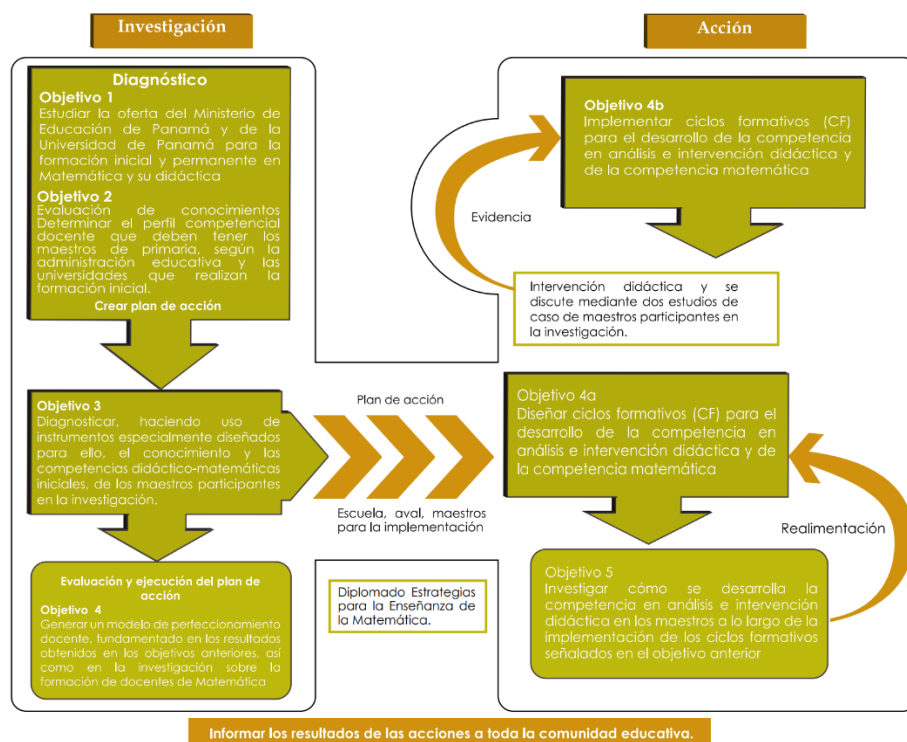 Investigación
Diagnóstico
Objetivo 1
Estudiar la oferta del Ministerio de
Educación de Panamá y de la
Universidad de Panamá para la
formación inicial y permanente en
Matemática y su didáctica
Objetivo 2
Evaluación de conocimientos
Determinar el perfil competencial
docente que deben tener los
maestros de primaria, según la
administración educativa y las
universidades que realizan la
formación inicial.
Crear plan de acción
Objetivo 3
Diagnosticar, haciendo uso de
instrumentos especialmente diseñados
para ello, el conocimiento y las
competencias didáctico-matemáticas
iniciales, de los maestros participantes
en la investigación.
Evaluación y ejecución del plan de
acción
Objetivo 4
Generar un modelo de perfeccionamiento
docente, fundamentado en los resultados
obtenidos en los objetivos anteriores, así
como en la investigación sobre la
formación de docentes de Matemática
Plan de acción
Escuela, aval, maestros
para la implementación
Diplomado Estrategias
para la Enseñanza de
la Matemática.
Acción
Objetivo 4b
Implementar ciclos formativos (CF)
para el desarrollo de la competencia
en análisis e intervención didáctica y
de la competencia matemática
Evidencia
Intervención didáctica y se
discute mediante dos estudios de
caso de maestros participantes en
la investigación.
Objetivo 4a
Diseñar ciclos formativos (CF) para el
desarrollo de la competencia en
análisis e intervención didáctica y de
la competencia matemática
Realimentación
Objetivo 5
Investigar cómo se desarrolla la
competencia en análisis e intervención
didáctica en los maestros a lo largo de la
implementación de los ciclos formativos
señalados en el objetivo anterior
Informar los resultados de las acciones a toda la comunidad educativa.